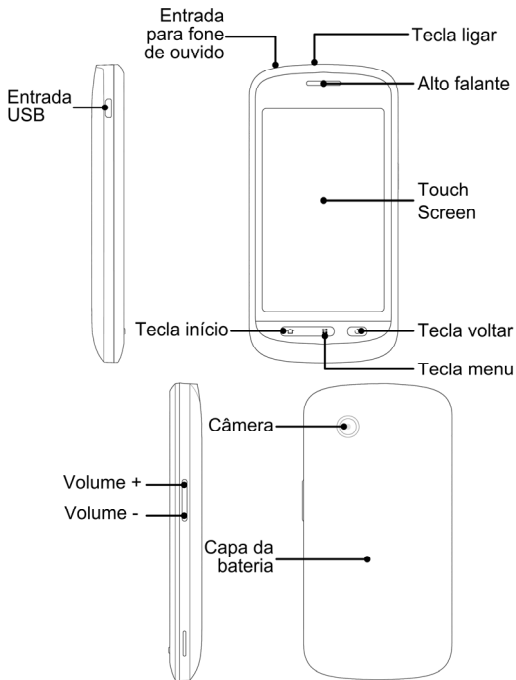 Entrada
para fone
de ouvido
Tecla ligar
Alto falante
Entrada
USB
Touch
Screen
Tecla início
Tecla voltar
Tecla menu
Câmera
Volume +
Volume -
Capa da
bateria